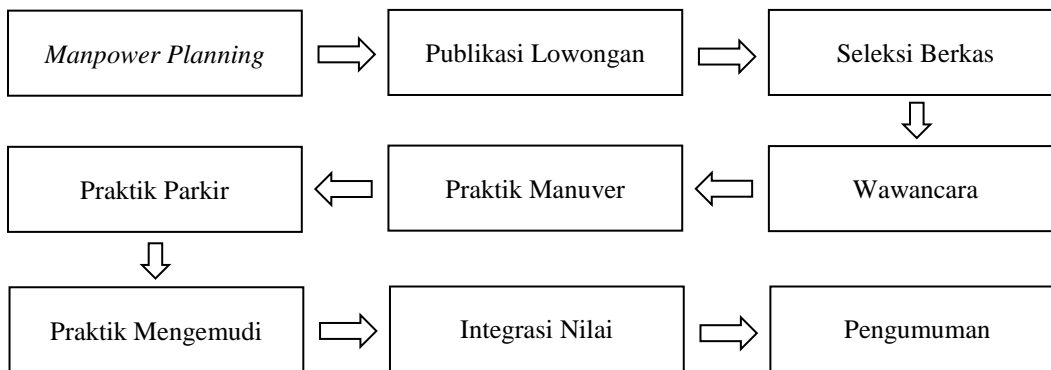 Manpower Planning
Publikasi Lowongan
Seleksi Berkas
Wawancara
Praktik Manuver
Praktik Parkir
Praktik Mengemudi
Integrasi Nilai
Pengumuman